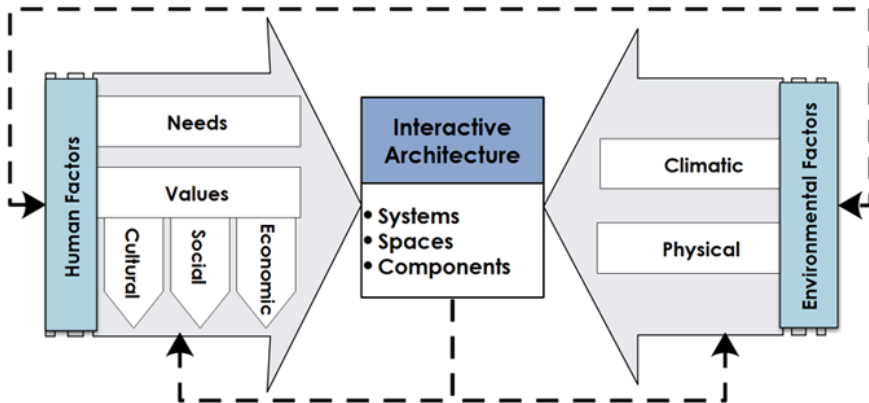 Human Factors
Needs
Values
Cultural
Social
Economic
Interactive
Architecture
• Systems
• Spaces
• Components
Climatic
Physical
Environmental Factors